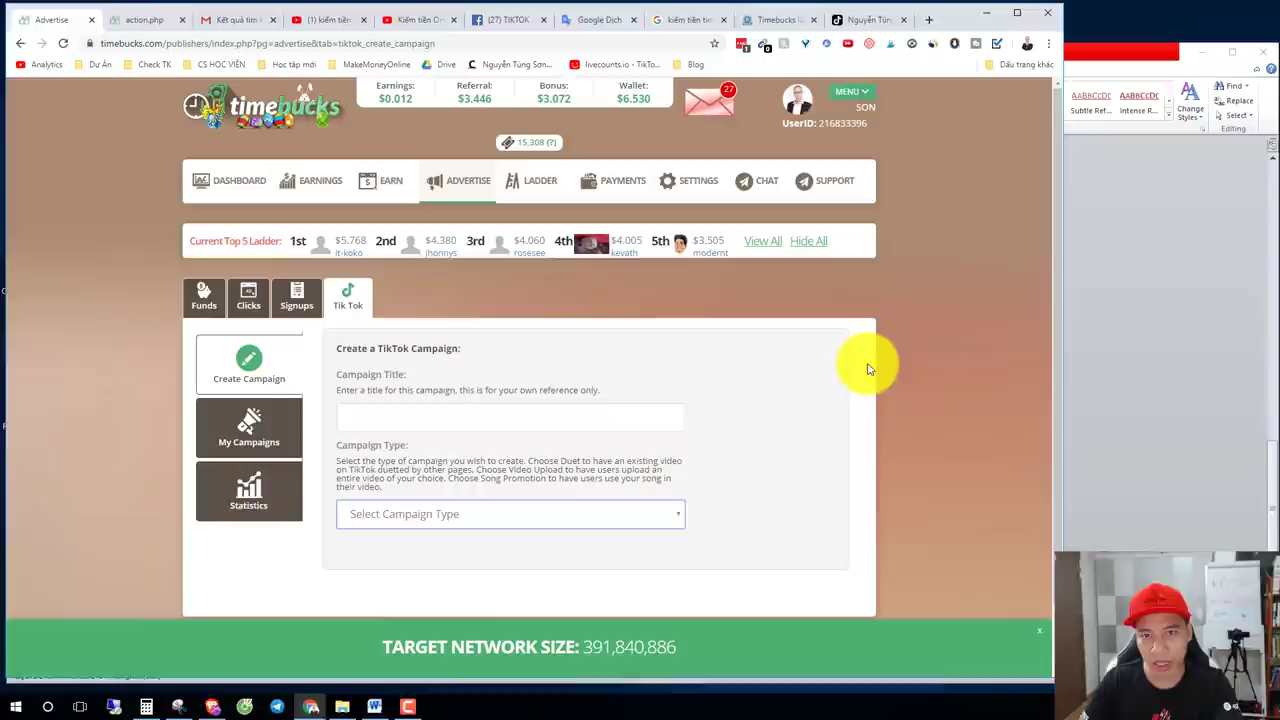 Advertise
action.php
Kết quả tìm k
(1) kiếm tiền
Kiếm tiền On
(27) TIKTOK
Google Dịch
kiếm tiền tim
Timebucks là
Nguyễn Tùng
timebucks.com/publishers/index.php?pg=advertise&tab=tiktok_create_campaign
Analytics
Dự Án
Check TK
CS HOC VIÊN
Học tập mới
MakeMoneyOnline
Drive
Nguyễn Tùng Sơn...
livecounts.io - TikTo...
Blog
Dấu trang khác
timebucks
Earnings:
$0.012
Referral:
$3.446
Bonus:
$3.072
Wallet:
$6.530
27
MENU
SON
UserID: 216833396
15,308 (?)
DASHBOARD
EARNINGS
EARN
ADVERTISE
LADDER
PAYMENTS
SETTINGS
CHAT
SUPPORT
Current Top 5 Ladder:
1st
$5.768
it-koko
2nd
$4.380
jhonnys
3rd
$4.060
rosesee
4th
$4.005
kevath
5th
$3.505
modernt
View All
Hide All
Funds
Clicks
Signups
Tik Tok
Create Campaign
My Campaigns
Statistics
Create a TikTok Campaign:
Campaign Title:
Enter a title for this campaign, this is for your own reference only.
Campaign Type:
Select the type of campaign you wish to create. Choose Duet to have an existing video
on TikTok duetted by other pages. Choose Video Upload to have users upload an
entire video of your choice. Choose Song Promotion to have users use your song in
their video.
Select Campaign Type
TARGET NETWORK SIZE: 391,840,886
x
AABBCCDC
Subtle Ref...
AABBCCDC
Intense R...
Change
Styles
Find
Replace
Select
Editing